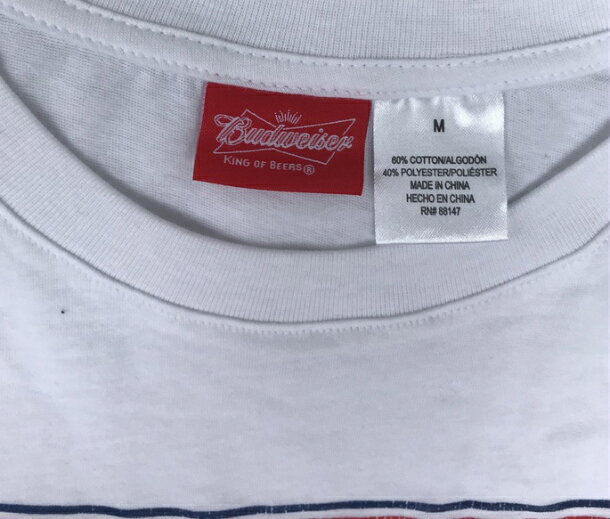 Budweiser
KING OF BEERS®
M
60% COTTON/ALGODÓN
40% POLYESTER/POLIÉSTER
MADE IN CHINA
HECHO EN CHINA
RN# 88147